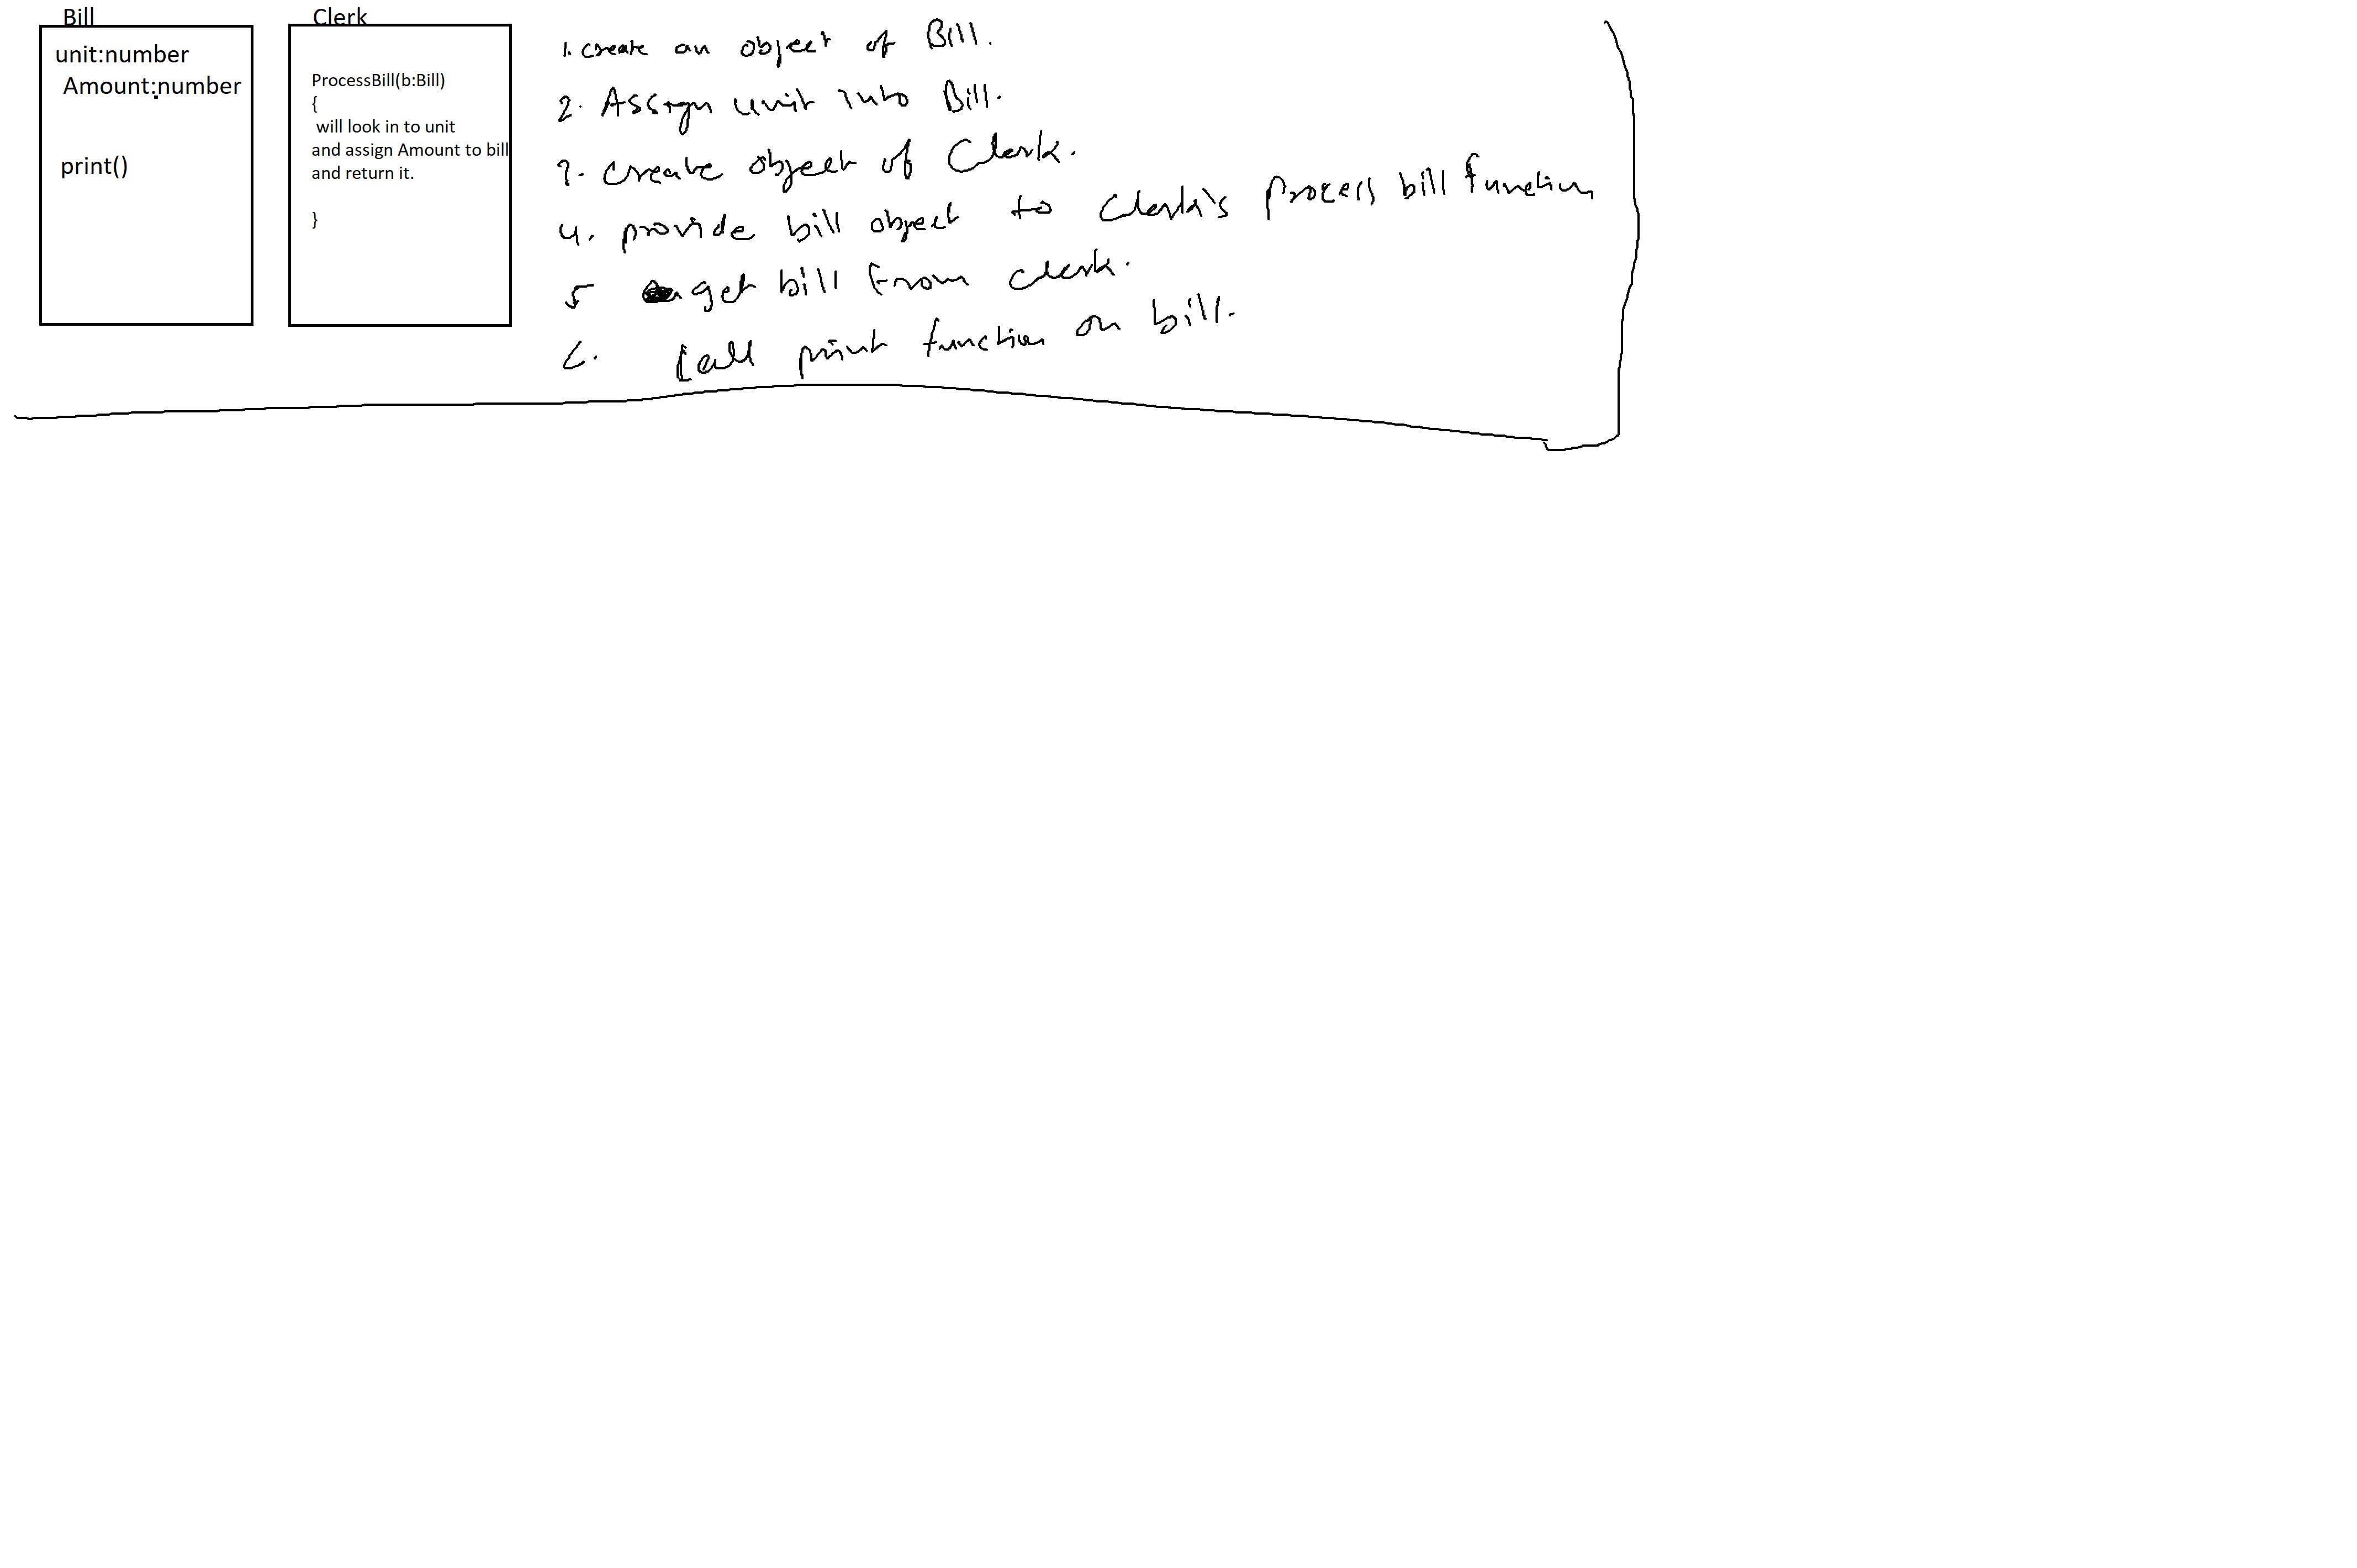 Bill
unit:number
Amount:number
print()
Clerk
ProcessBill(b:Bill)
{
will look in to unit
and assign Amount to bill
and return it.
}
1. create an object of Bill.
2. Assign unit into Bill.
3. create object of Clerk.
4. provide bill object to Clerk's process bill function
5 get bill from clerk.
6. call print function on bill.